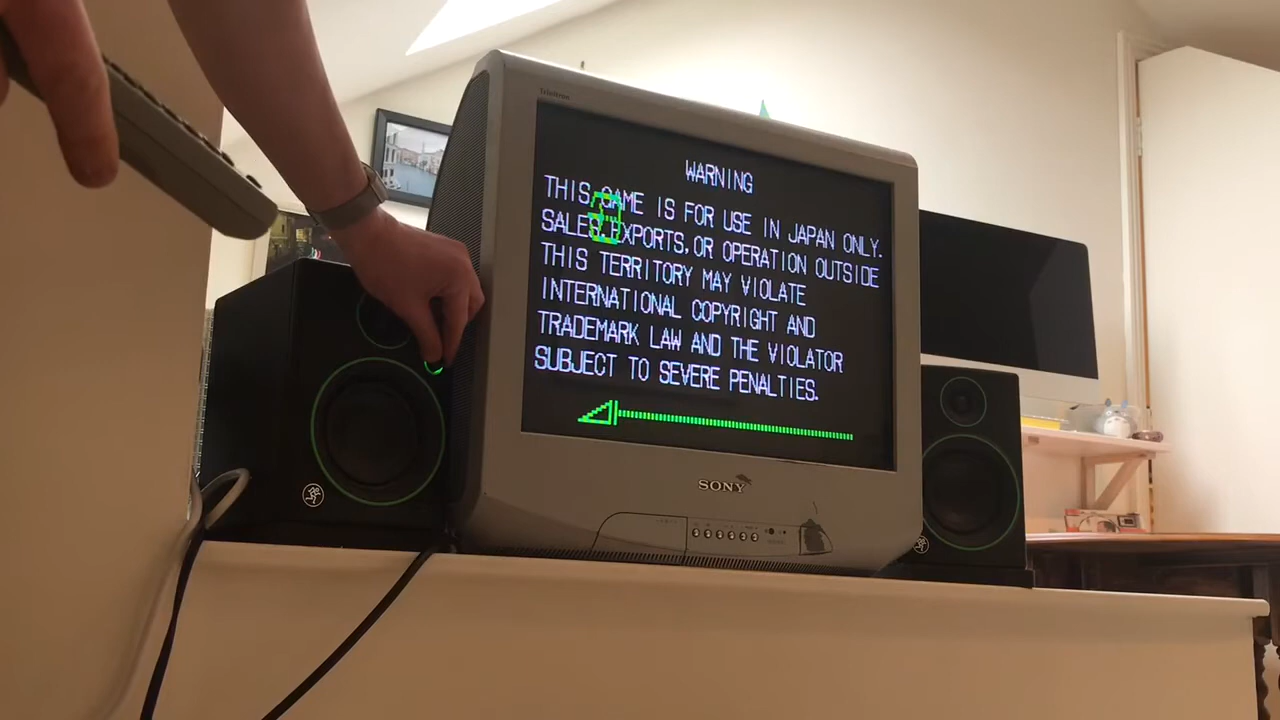 Trinitron
WARNING
THIS GAME IS FOR USE IN JAPAN ONLY.
SALES, EXPORTS, OR OPERATION OUTSIDE
THIS TERRITORY MAY VIOLATE
INTERNATIONAL COPYRIGHT AND
TRADEMARK LAW AND THE VIOLATOR
SUBJECT TO SEVERE PENALTIES.
SONY